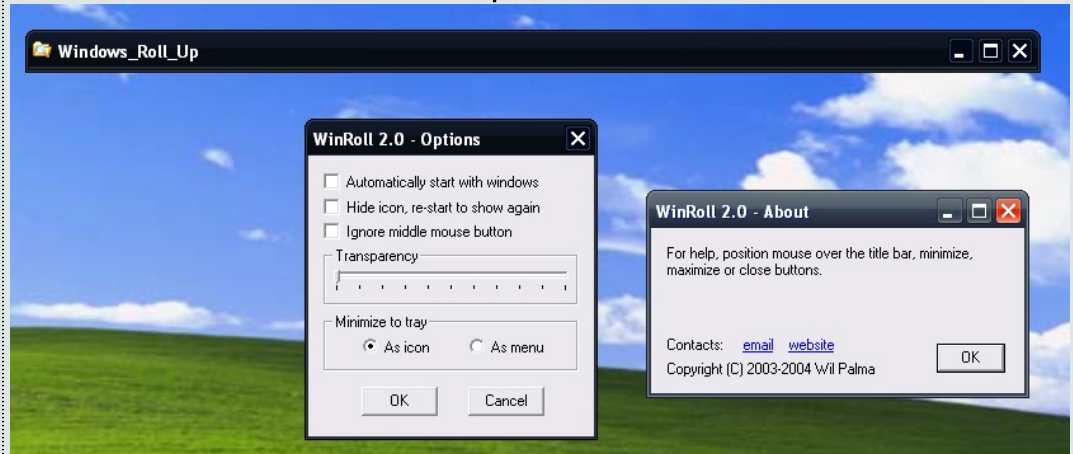 Windows_Roll_Up
WinRoll 2.0 - Options
Automatically start with windows
Hide icon, re-start to show again
Ignore middle mouse button
Transparency
Minimize to tray
As icon As menu
OK Cancel
WinRoll 2.0 - About
For help, position mouse over the title bar, minimize,
maximize or close buttons.
Contacts: email website
Copyright (C) 2003-2004 Wil Palma
OK